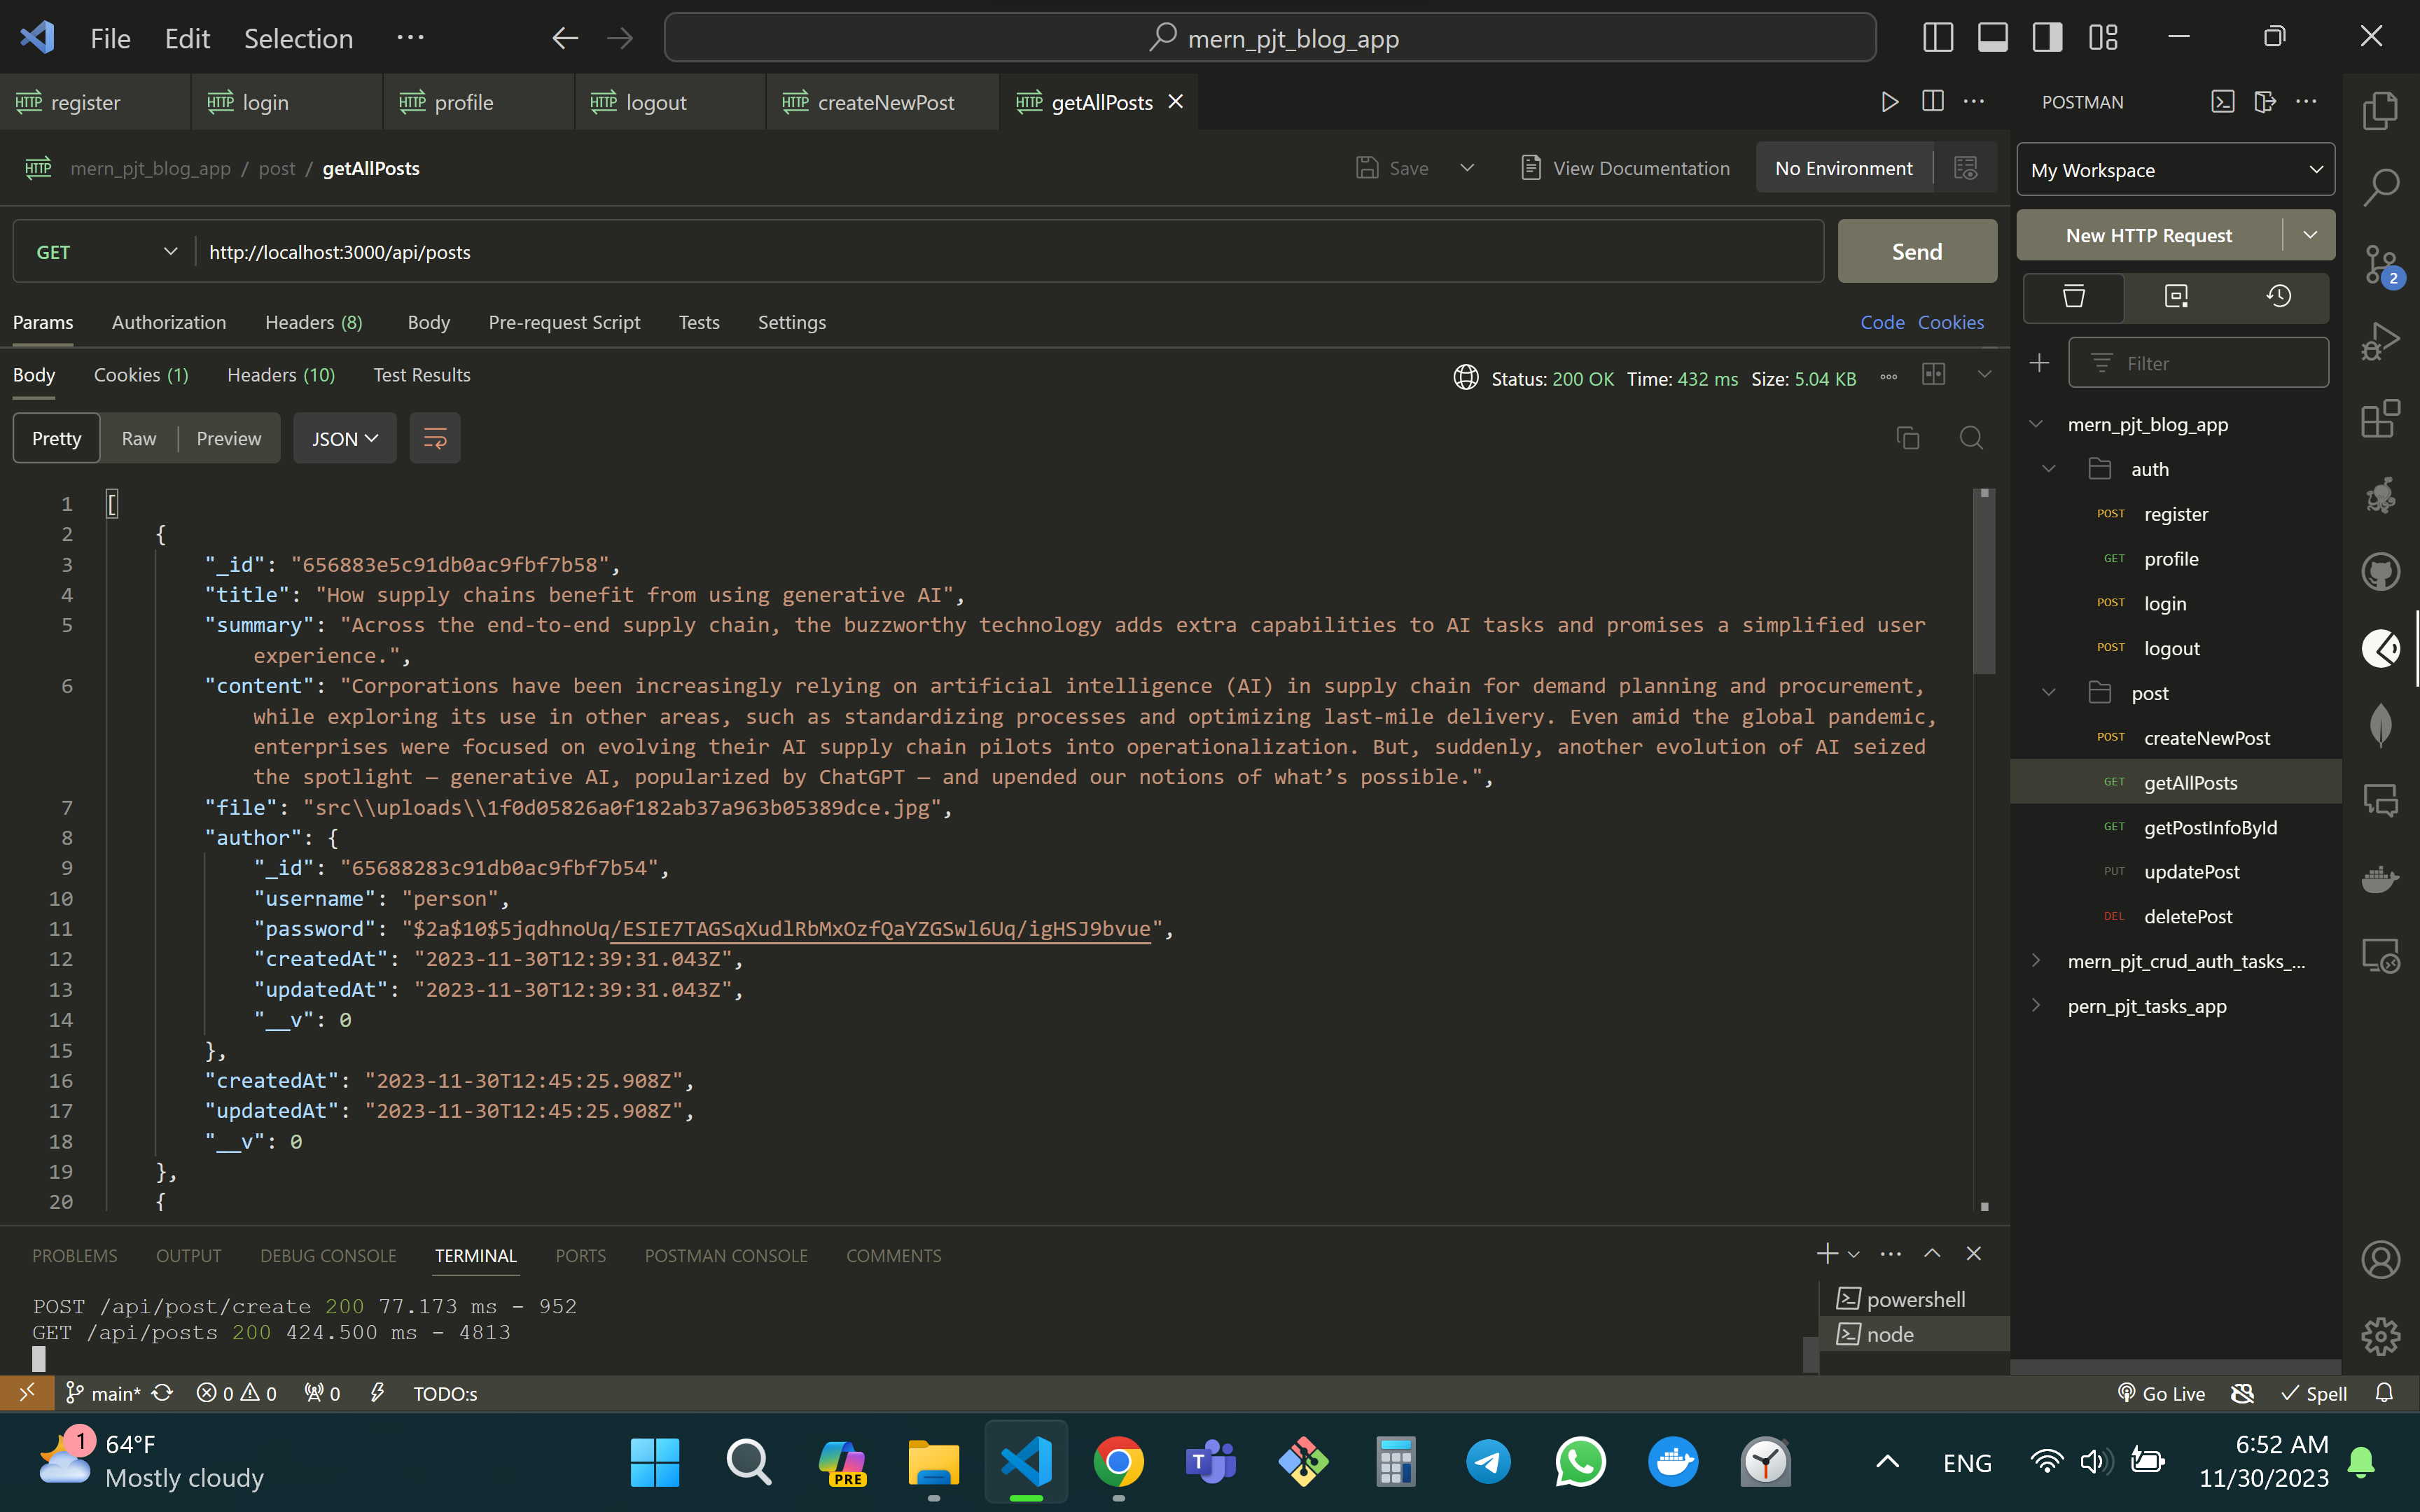 File Edit Selection ··· mern_pjt_blog_app
HTTP register HTTP login HTTP profile HTTP logout HTTP createNewPost HTTP getAllPosts
POSTMAN
HTTP mern_pjt_blog_app / post / getAllPosts Save View Documentation No Environment
My Workspace
New HTTP Request
GET http://localhost:3000/api/posts Send
2
Params Authorization Headers (8) Body Pre-request Script Tests Settings Code Cookies
Filter
Body Cookies (1) Headers (10) Test Results Status: 200 OK Time: 432 ms Size: 5.04 KB
Pretty Raw Preview JSON
1 [
2 {
3 "_id": "656883e5c91db0ac9fbf7b58",
4 "title": "How supply chains benefit from using generative AI",
5 "summary": "Across the end-to-end supply chain, the buzzworthy technology adds extra capabilities to AI tasks and promises a simplified user
experience.",
6 "content": "Corporations have been increasingly relying on artificial intelligence (AI) in supply chain for demand planning and procurement,
while exploring its use in other areas, such as standardizing processes and optimizing last-mile delivery. Even amid the global pandemic,
enterprises were focused on evolving their AI supply chain pilots into operationalization. But, suddenly, another evolution of AI seized
the spotlight — generative AI, popularized by ChatGPT — and upended our notions of what’s possible.",
7 "file": "src\\uploads\\1f0d05826a0f182ab37a963b05389dce.jpg",
8 "author": {
9 "_id": "65688283c91db0ac9fbf7b54",
10 "username": "person",
11 "password": "$2a$10$5jqdhnoUq/ESIE7TAGSqXudlRbMxOzfQaYZGSwl6Uq/igHSJ9bvue",
12 "createdAt": "2023-11-30T12:39:31.043Z",
13 "updatedAt": "2023-11-30T12:39:31.043Z",
14 "__v": 0
15 },
16 "createdAt": "2023-11-30T12:45:25.908Z",
17 "updatedAt": "2023-11-30T12:45:25.908Z",
18 "__v": 0
19 },
20 {
mern_pjt_blog_app
auth
POST register
GET profile
POST login
POST logout
post
POST createNewPost
GET getAllPosts
GET getPostInfoById
PUT updatePost
DEL deletePost
mern_pjt_crud_auth_tasks_...
pern_pjt_tasks_app
PROBLEMS OUTPUT DEBUG CONSOLE TERMINAL PORTS POSTMAN CONSOLE COMMENTS
POST /api/post/create 200 77.173 ms - 952
GET /api/posts 200 424.500 ms - 4813
powershell
node
main* 0 0 0 TODO:s Go Live Spell
1 64°F
Mostly cloudy
PRE
T
ENG
6:52 AM
11/30/2023